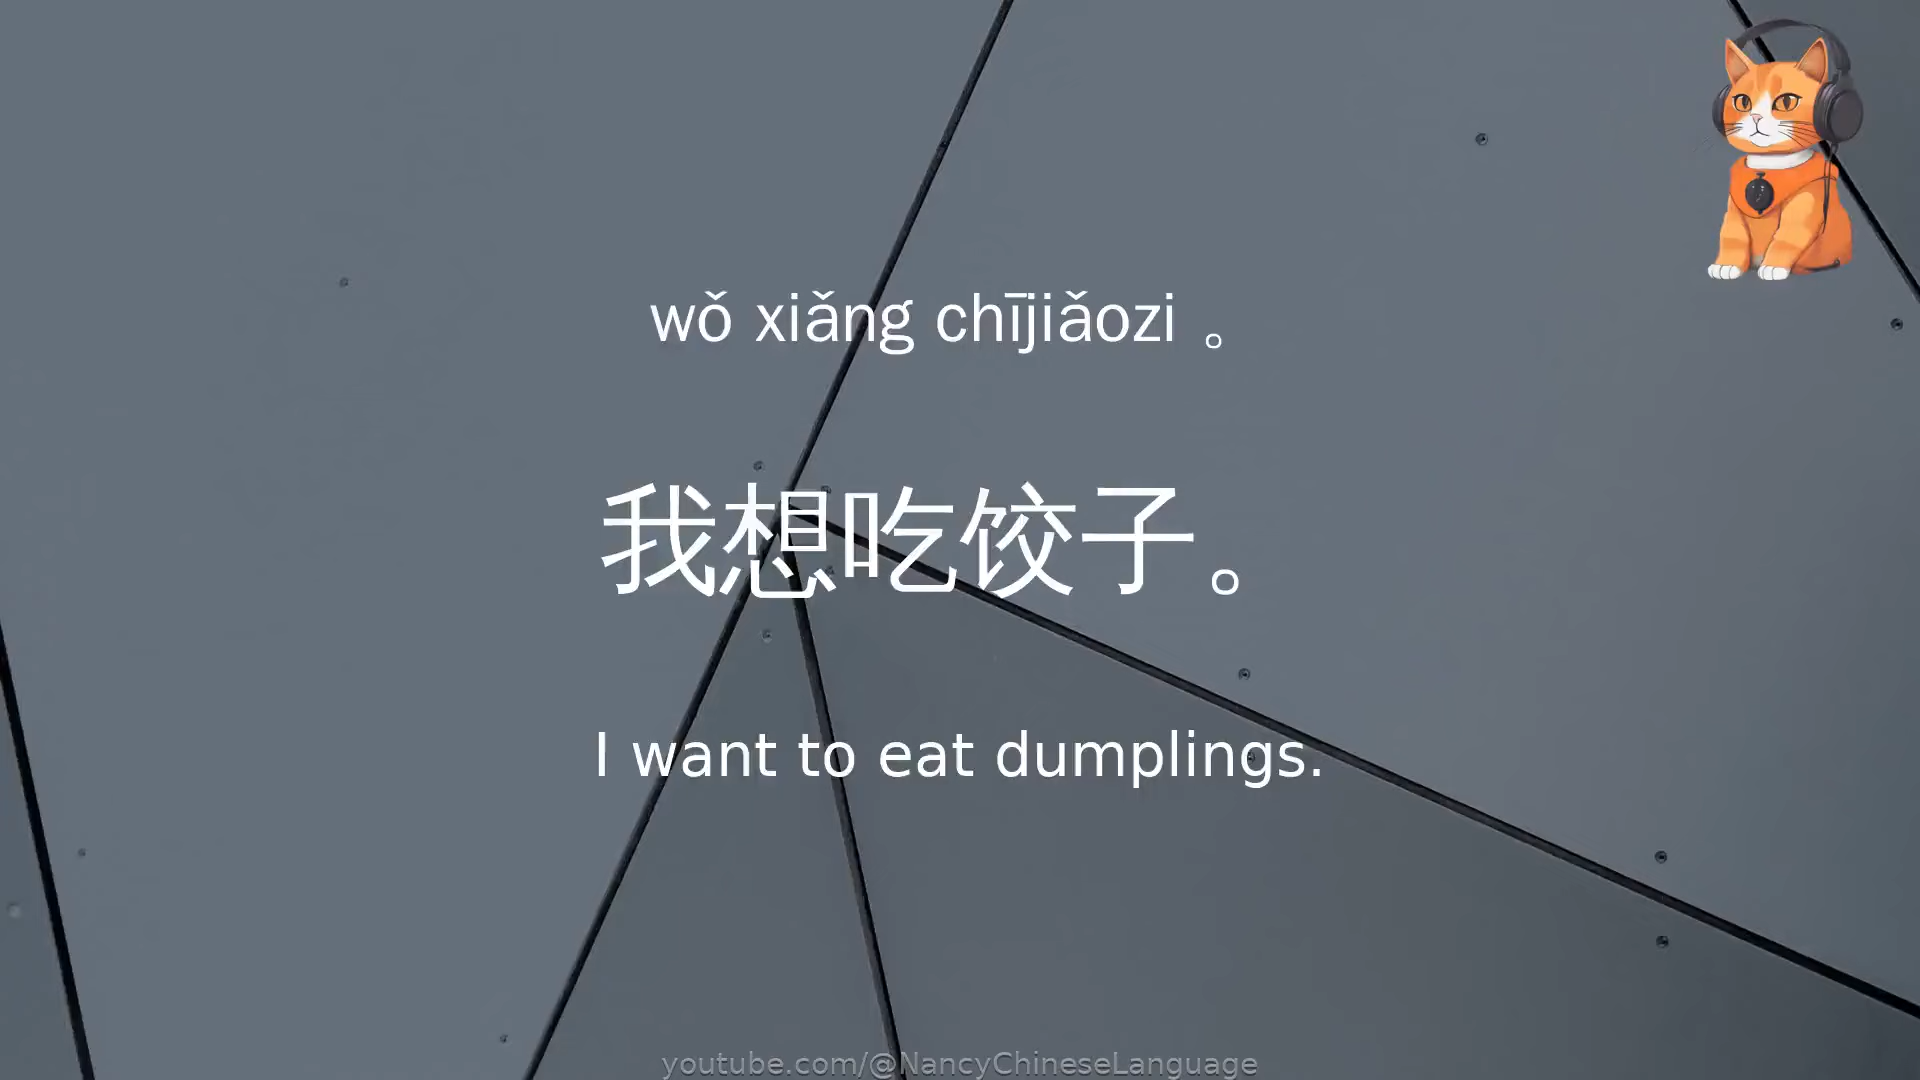 wǒ xiǎng chījiǎozi 。
我想吃饺子。
I want to eat dumplings.
youtube.com/@NancyChineseLanguage